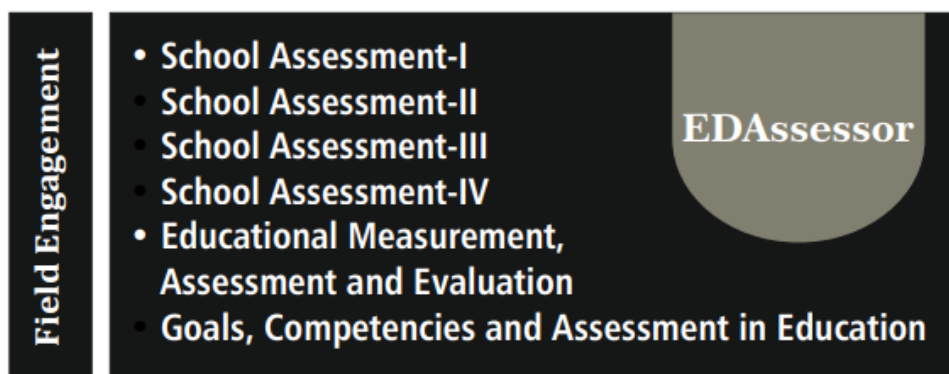 Field Engagement
• School Assessment-I
• School Assessment-II
• School Assessment-III
• School Assessment-IV
• Educational Measurement,
Assessment and Evaluation
• Goals, Competencies and Assessment in Education
EDAssessor